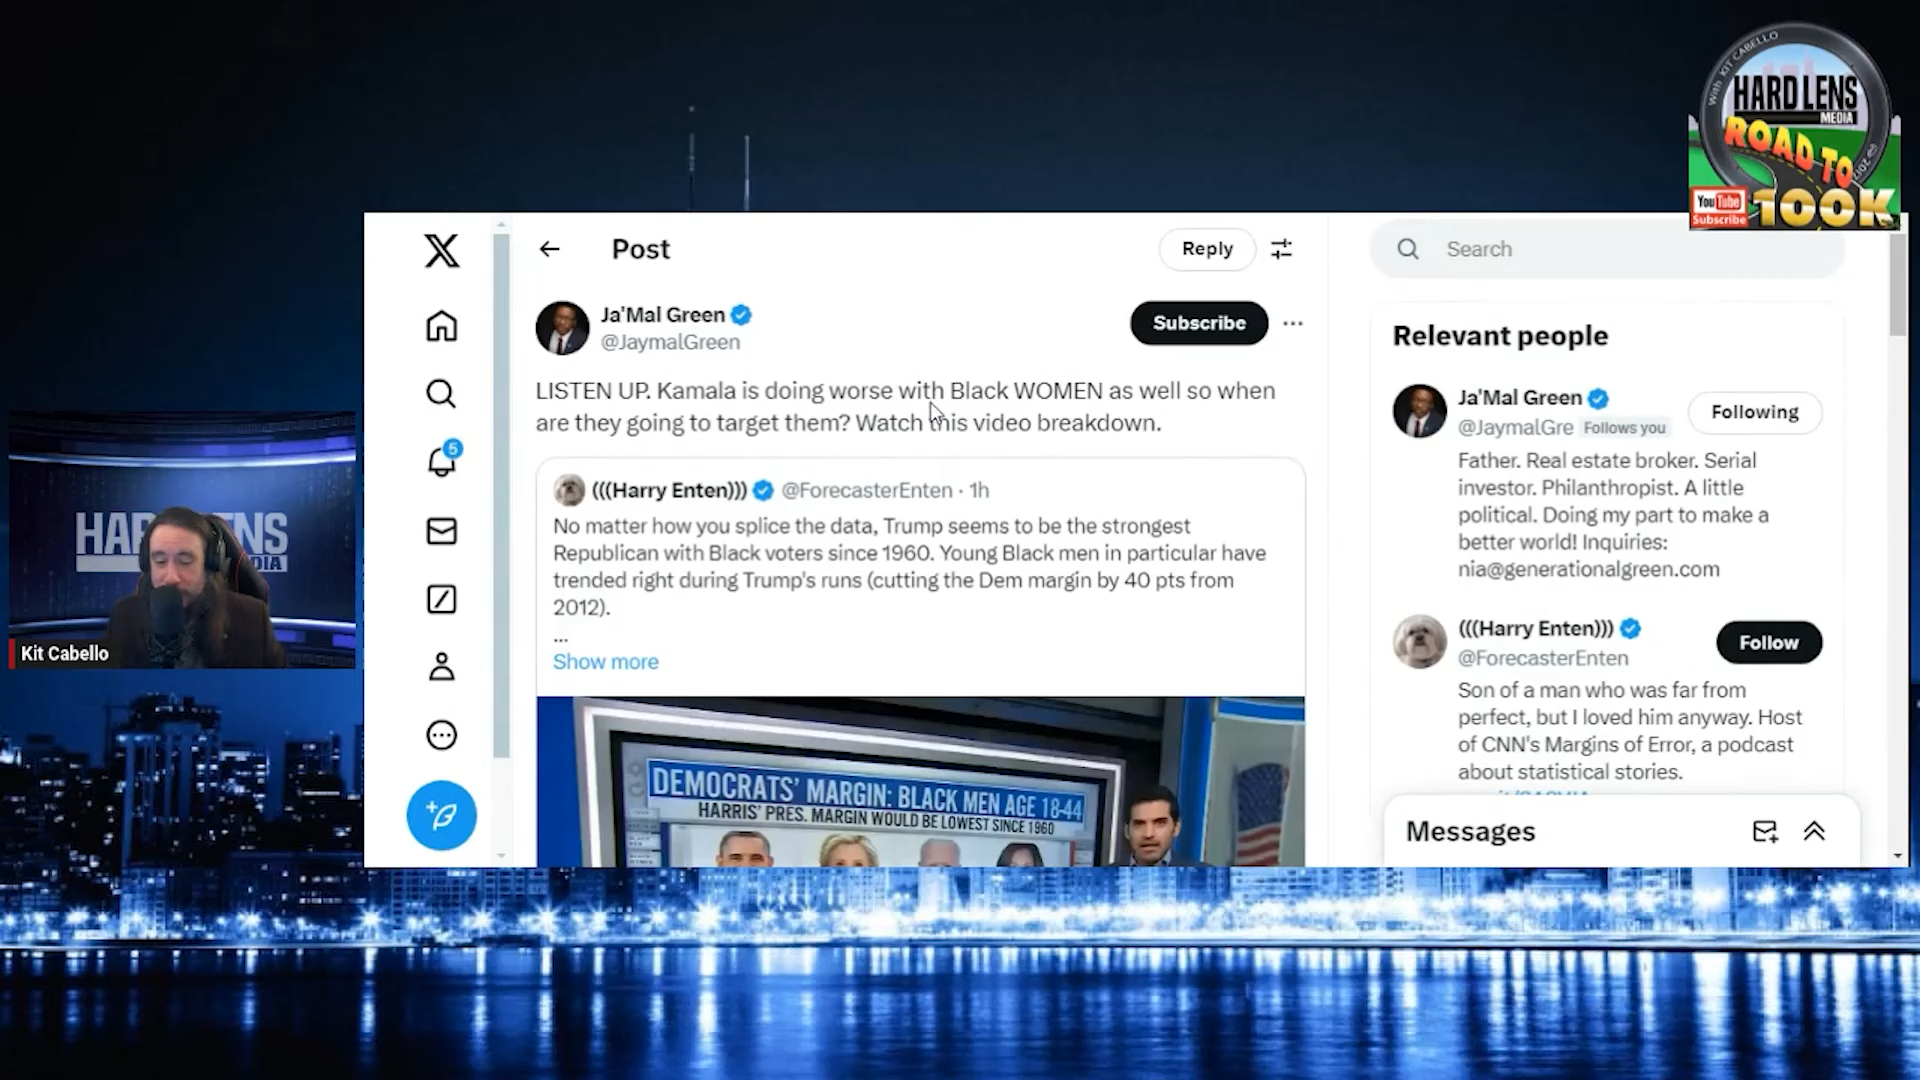 With KIT CABELLO
HARD LENS
MEDIA
ROAD TO
YouTube
Subscribe
100K
Post
Reply
Search
Ja'Mal Green
@JaymalGreen
Subscribe
LISTEN UP. Kamala is doing worse with Black WOMEN as well so when
are they going to target them? Watch this video breakdown.
(((Harry Enten))) @ForecasterEnten · 1h
No matter how you splice the data, Trump seems to be the strongest
Republican with Black voters since 1960. Young Black men in particular have
trended right during Trump's runs (cutting the Dem margin by 40 pts from
2012).
...
Show more
DEMOCRATS' MARGIN: BLACK MEN AGE 18-44
HARRIS' PRES. MARGIN WOULD BE LOWEST SINCE 1960
Relevant people
Ja'Mal Green
@JaymalGre Follows you
Following
Father. Real estate broker. Serial
investor. Philanthropist. A little
political. Doing my part to make a
better world! Inquiries:
nia@generationalgreen.com
(((Harry Enten)))
@ForecasterEnten
Follow
Son of a man who was far from
perfect, but I loved him anyway. Host
of CNN's Margins of Error, a podcast
about statistical stories.
Messages
5
Kit Cabello